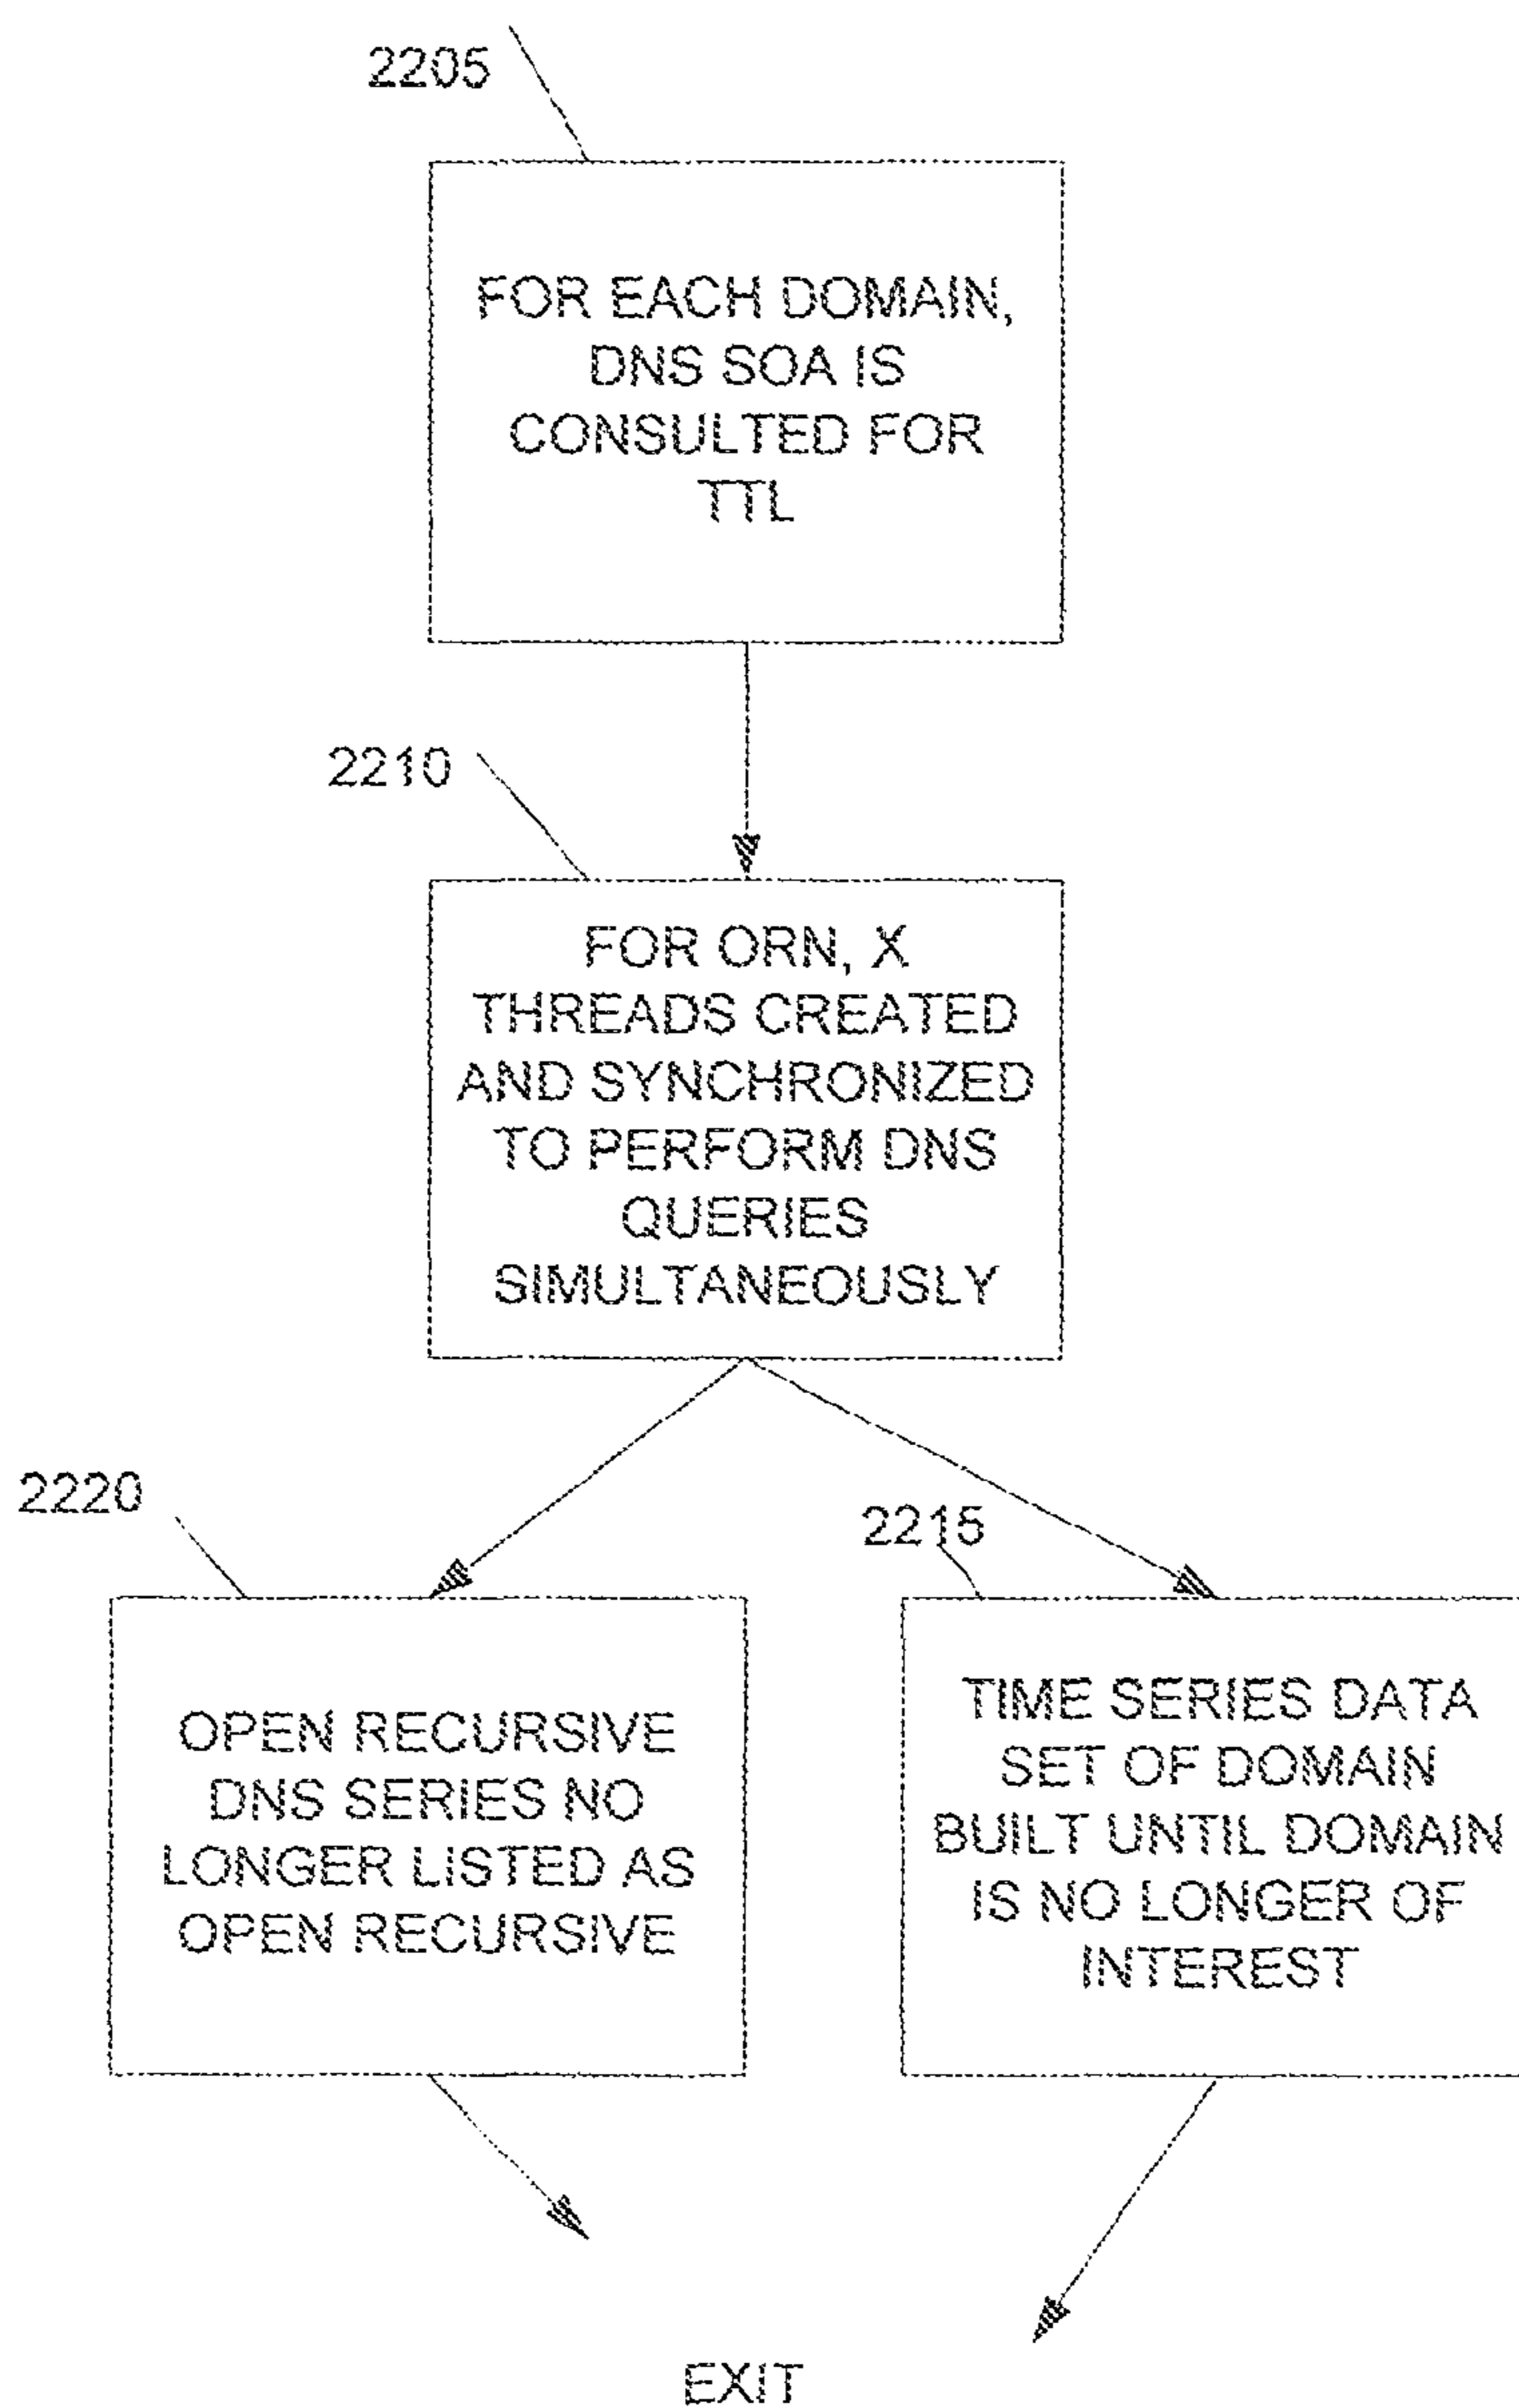 2205
FOR EACH DOMAIN,
DNS SOA IS
CONSULTED FOR
TTL
2210
FOR ORN, X
THREADS CREATED
AND SYNCHRONIZED
TO PERFORM DNS
QUERIES
SIMULTANEOUSLY
2220
OPEN RECURSIVE
DNS SERIES NO
LONGER LISTED AS
OPEN RECURSIVE
2215
TIME SERIES DATA
SET OF DOMAIN
BUILT UNTIL DOMAIN
IS NO LONGER OF
INTEREST
EXIT